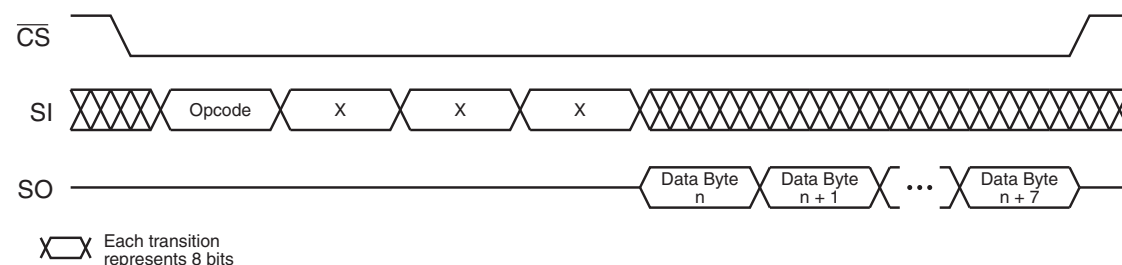 CS
SI Opcode X X X
SO Data Byte n Data Byte n + 1 ••• Data Byte n + 7
Each transition
represents 8 bits